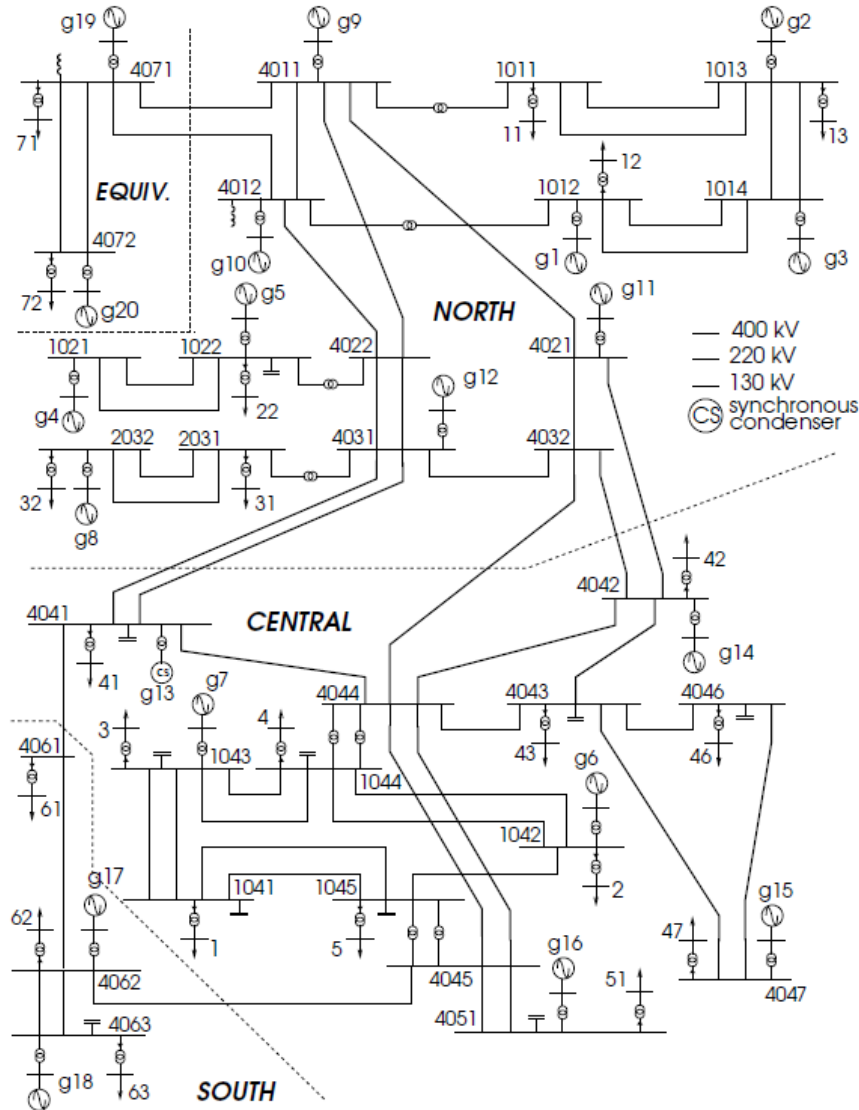 g19
g9
g2
4071
4011
1011
1013
71
11
13
12
EQUIV.
4012
1012
1014
4072
g10
g1
g3
72
g20
g5
NORTH
g11
400 kV
220 kV
130 kV
CS synchronous
condenser
1021
1022
4022
4021
g12
g4
22
2032
2031
4031
4032
32
31
g8
42
4041
CENTRAL
4042
CS
41
g13
g7
g14
3
4
4044
4043
4046
4061
1043
43
46
1044
g6
61
1042
g17
1041
1045
2
g15
62
1
5
g16
47
51
4062
4045
4047
4063
4051
g18
63
SOUTH